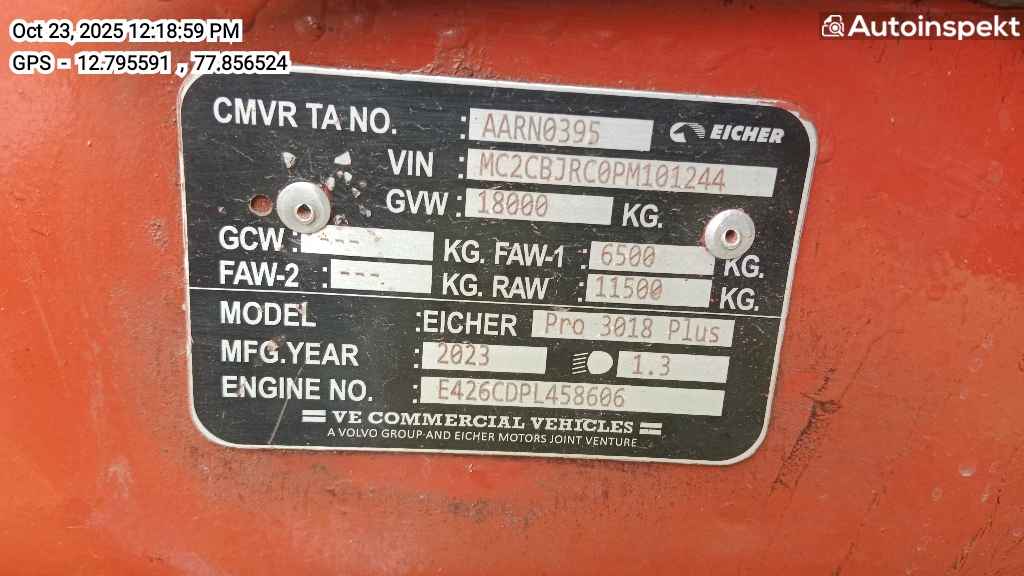 Oct 23, 2025 12:18:59 PM
Autoinspekt
GPS - 12.795591 , 77.856524
CMVR TA NO. : AARN0395 EICHER
VIN : MC2CBJRC0PM101244
GVW : 18000 KG.
GCW : --- KG. FAW-1 : 6500 KG.
FAW-2 : --- KG. RAW : 11500 KG.
MODEL :EICHER Pro 3018 Plus
MFG.YEAR : 2023 1.3
ENGINE NO. : E426CDPL458606
VE COMMERCIAL VEHICLES
A VOLVO GROUP AND EICHER MOTORS JOINT VENTURE